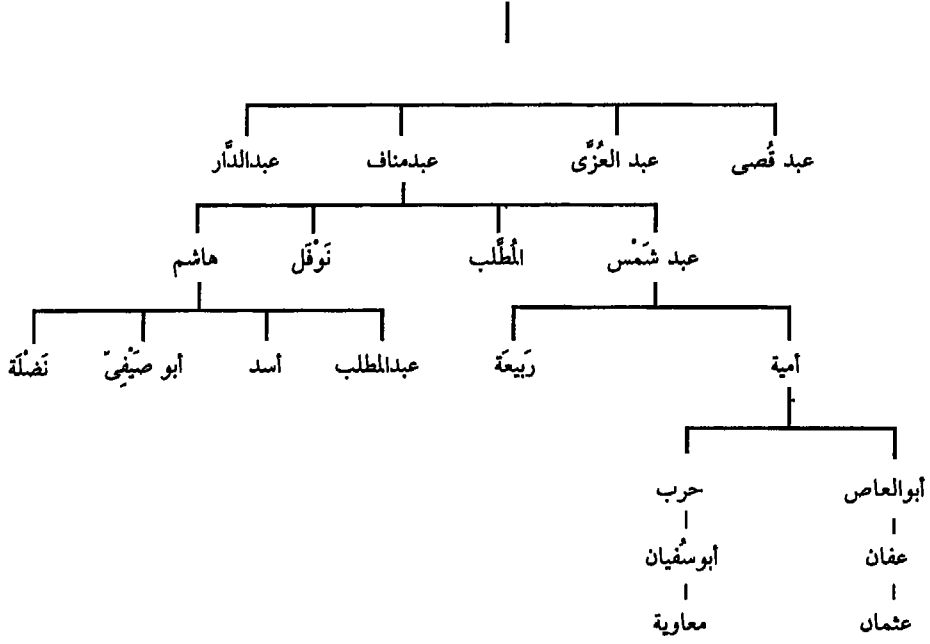 عبد قُصى عبد العُزَّى عبدمناف عبدالدَّار
عبد شَمْس المُطَّلب نَوْفَل هاشم
أمية رَبيعَة عبدالمطلب أسد أبو صَيْفِىّ نَضْلَة
أبوالعاص حرب
عفان أبوسُفيان
عثمان معاوية